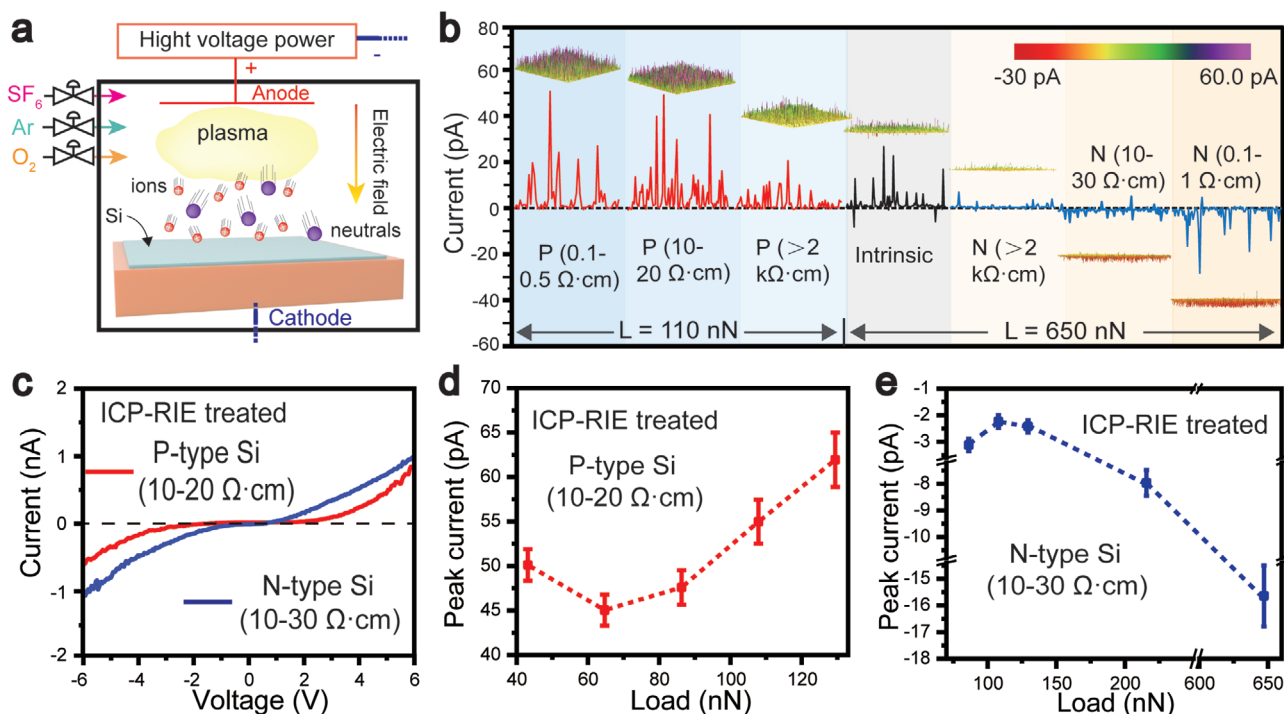 a
Hight voltage power
-
+
SF6
Ar
O2
Anode
plasma
Electric field
ions
Si
neutrals
Cathode
b
Current (pA)
80
60
40
20
0
-20
-40
-60
-30 pA
60.0 pA
P (0.1-
0.5 Ω·cm)
P (10-
20 Ω·cm)
P (>2
kΩ·cm)
Intrinsic
N (>2
kΩ·cm)
N (10-
30 Ω·cm)
N (0.1-
1 Ω·cm)
L = 110 nN
L = 650 nN
c
Current (nA)
2
1
0
-1
-2
ICP-RIE treated
P-type Si
(10-20 Ω·cm)
N-type Si
(10-30 Ω·cm)
-6
-4
-2
0
2
4
6
Voltage (V)
d
Peak current (pA)
70
65
60
55
50
45
40
ICP-RIE treated
P-type Si
(10-20 Ω·cm)
40
60
80
100
120
Load (nN)
e
Peak current (pA)
-1
-2
-3
-8
-10
-15
-16
-17
-18
ICP-RIE treated
N-type Si
(10-30 Ω·cm)
100
150
200
600
650
Load (nN)